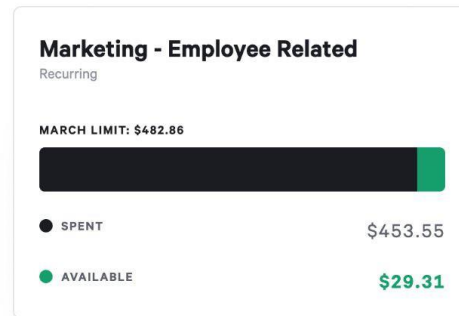 Marketing - Employee Related
Recurring
MARCH LIMIT: $482.86
SPENT $453.55
AVAILABLE $29.31